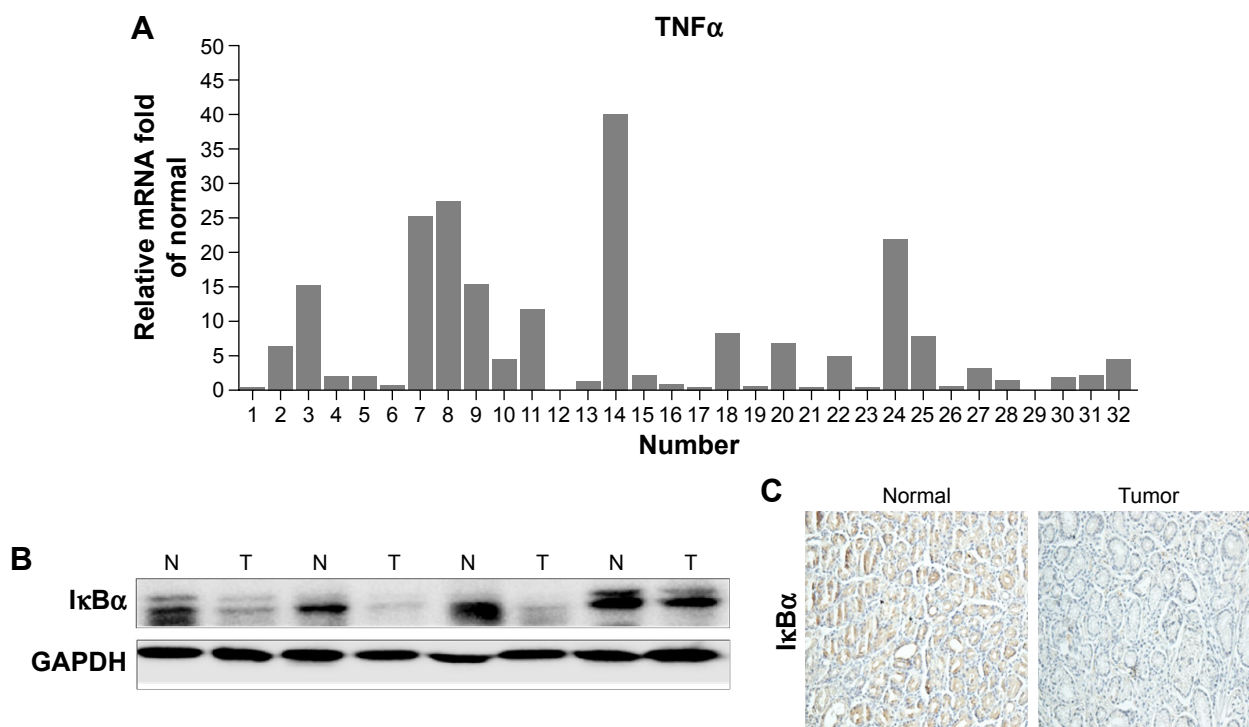 A
TNFα
Relative mRNA fold
of normal
50
45
40
35
30
25
20
15
10
5
0
1 2 3 4 5 6 7 8 9 10 11 12 13 14 15 16 17 18 19 20 21 22 23 24 25 26 27 28 29 30 31 32
Number
B
N T N T N T N T
IκBα
GAPDH
C
Normal Tumor
IκBα